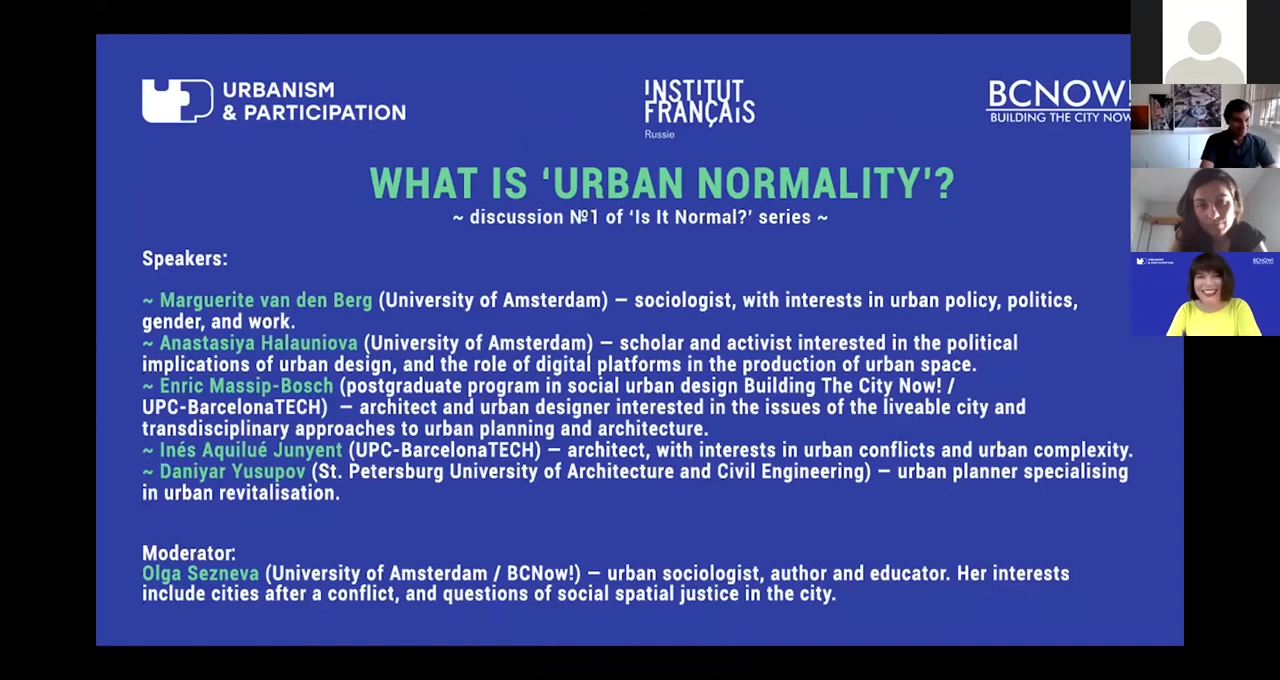 URBANISM
& PARTICIPATION
INSTITUT
FRANÇAIS
Russie
BCNOW!
BUILDING THE CITY NOW
WHAT IS ‘URBAN NORMALITY’?
~ discussion №1 of ‘Is It Normal?’ series ~
Speakers:
~ Marguerite van den Berg (University of Amsterdam) — sociologist, with interests in urban policy, politics,
gender, and work.
~ Anastasiya Halauniova (University of Amsterdam) — scholar and activist interested in the political
implications of urban design, and the role of digital platforms in the production of urban space.
~ Enric Massip-Bosch (postgraduate program in social urban design Building The City Now! /
UPC-BarcelonaTECH) — architect and urban designer interested in the issues of the liveable city and
transdisciplinary approaches to urban planning and architecture.
~ Inés Aquilué Junyent (UPC-BarcelonaTECH) — architect, with interests in urban conflicts and urban complexity.
~ Daniyar Yusupov (St. Petersburg University of Architecture and Civil Engineering) — urban planner specialising
in urban revitalisation.
Moderator:
Olga Sezneva (University of Amsterdam / BCNow!) — urban sociologist, author and educator. Her interests
include cities after a conflict, and questions of social spatial justice in the city.
URBANISM
& PARTICIPATION
BCNOW!